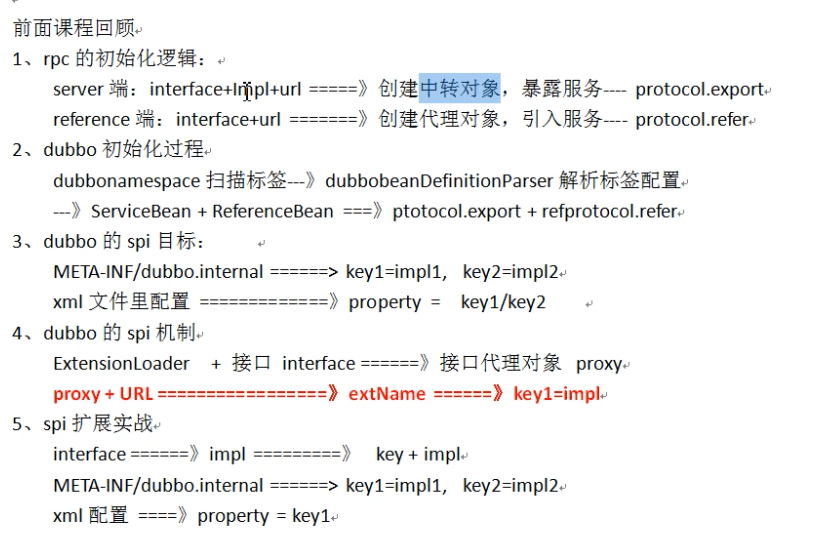 前面课程回顾
1、rpc 的初始化逻辑：
server 端：interface+Impl+url =====》创建中转对象，暴露服务---- protocol.export
reference 端：interface+url =======》创建代理对象，引入服务---- protocol.refer
2、dubbo 初始化过程
dubbonamespace 扫描标签---》dubbobeanDefinitionParser 解析标签配置
---》ServiceBean + ReferenceBean ===》ptotocol.export + refprotocol.refer
3、dubbo 的 spi 目标：
META-INF/dubbo.internal ======> key1=impl1, key2=impl2
xml 文件里配置 =============》property = key1/key2
4、dubbo 的 spi 机制
ExtensionLoader + 接口 interface ======》接口代理对象 proxy
proxy + URL =================》extName ======》key1=impl
5、spi 扩展实战
interface ======》impl =========》 key + impl
META-INF/dubbo.internal ======> key1=impl1, key2=impl2
xml 配置 ====》property = key1